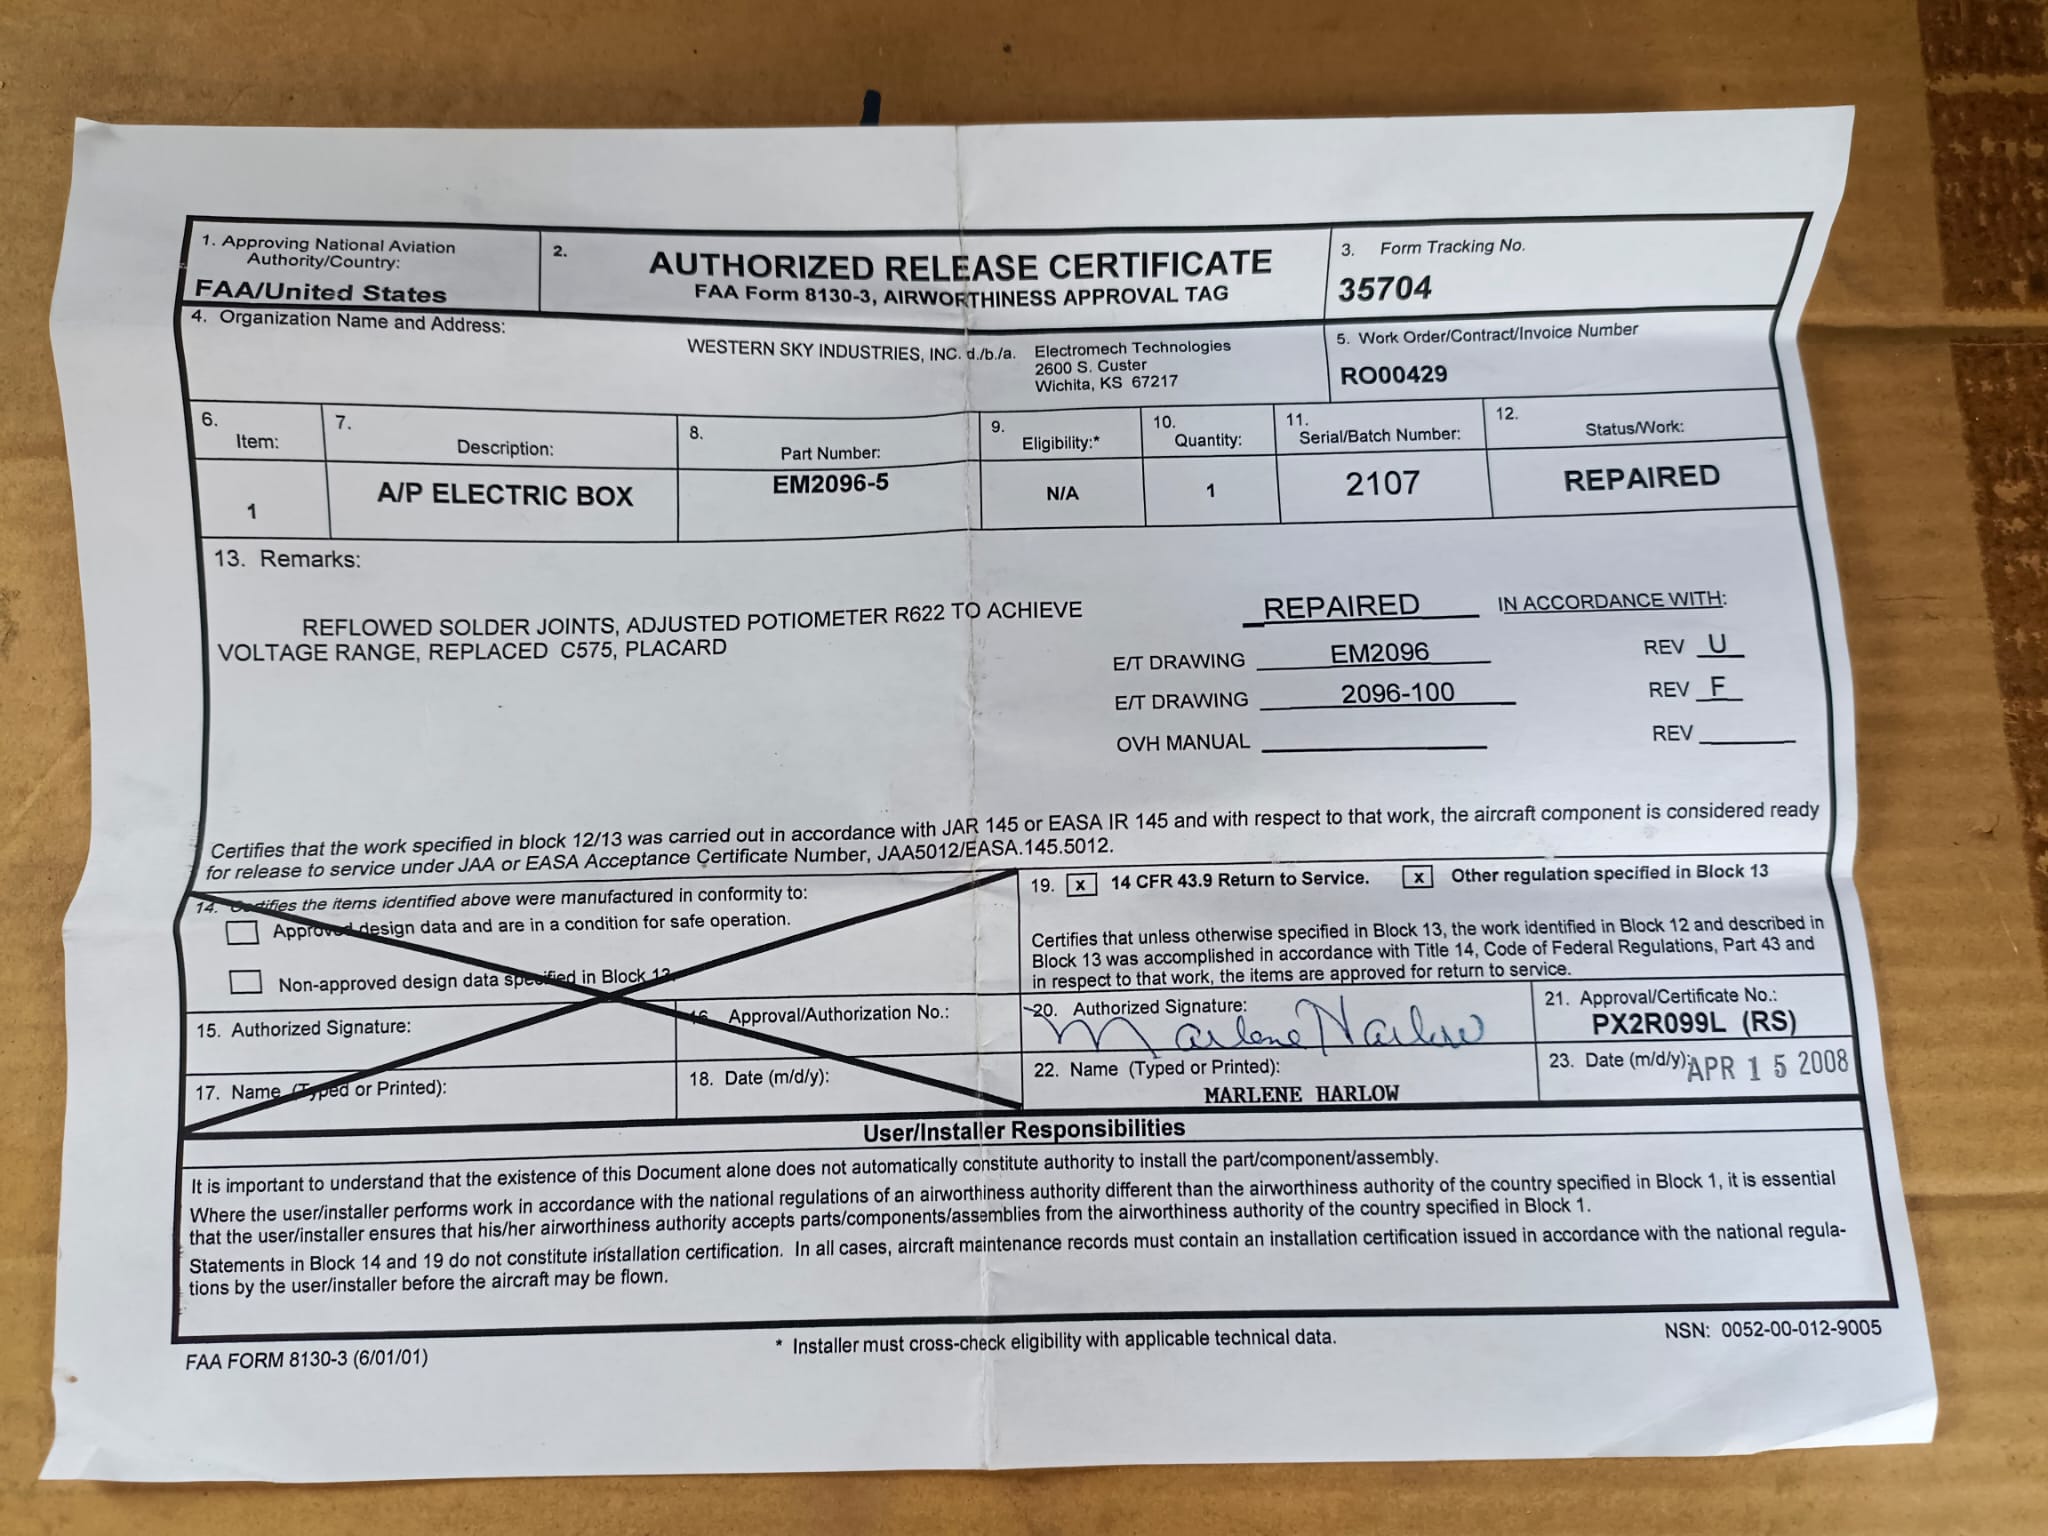 1. Approving National Aviation
Authority/Country:
FAA/United States
2.
AUTHORIZED RELEASE CERTIFICATE
FAA Form 8130-3, AIRWORTHINESS APPROVAL TAG
3. Form Tracking No.
35704
4. Organization Name and Address:
WESTERN SKY INDUSTRIES, INC. d./b./a. Electromech Technologies
2600 S. Custer
Wichita, KS 67217
5. Work Order/Contract/Invoice Number
RO00429
6.
Item:
7.
Description:
8.
Part Number:
9.
Eligibility:*
10.
Quantity:
11.
Serial/Batch Number:
12.
Status/Work:
1
A/P ELECTRIC BOX
EM2096-5
N/A
1
2107
REPAIRED
13. Remarks:
REFLOWED SOLDER JOINTS, ADJUSTED POTIOMETER R622 TO ACHIEVE
VOLTAGE RANGE, REPLACED C575, PLACARD
REPAIRED IN ACCORDANCE WITH:
E/T DRAWING EM2096 REV U
E/T DRAWING 2096-100 REV F
OVH MANUAL REV
Certifies that the work specified in block 12/13 was carried out in accordance with JAR 145 or EASA IR 145 and with respect to that work, the aircraft component is considered ready
for release to service under JAA or EASA Acceptance Certificate Number, JAA5012/EASA.145.5012.
14. Certifies the items identified above were manufactured in conformity to:
Approved design data and are in a condition for safe operation.
Non-approved design data specified in Block 13.
15. Authorized Signature:
16. Approval/Authorization No.:
17. Name (Typed or Printed):
18. Date (m/d/y):
19. x 14 CFR 43.9 Return to Service. x Other regulation specified in Block 13
Certifies that unless otherwise specified in Block 13, the work identified in Block 12 and described in
Block 13 was accomplished in accordance with Title 14, Code of Federal Regulations, Part 43 and
in respect to that work, the items are approved for return to service.
20. Authorized Signature:
Marlene Harlow
21. Approval/Certificate No.:
PX2R099L (RS)
22. Name (Typed or Printed):
MARLENE HARLOW
23. Date (m/d/y):
APR 15 2008
User/Installer Responsibilities
It is important to understand that the existence of this Document alone does not automatically constitute authority to install the part/component/assembly.
Where the user/installer performs work in accordance with the national regulations of an airworthiness authority different than the airworthiness authority of the country specified in Block 1, it is essential
that the user/installer ensures that his/her airworthiness authority accepts parts/components/assemblies from the airworthiness authority of the country specified in Block 1.
Statements in Block 14 and 19 do not constitute installation certification. In all cases, aircraft maintenance records must contain an installation certification issued in accordance with the national regula-
tions by the user/installer before the aircraft may be flown.
FAA FORM 8130-3 (6/01/01)
* Installer must cross-check eligibility with applicable technical data.
NSN: 0052-00-012-9005